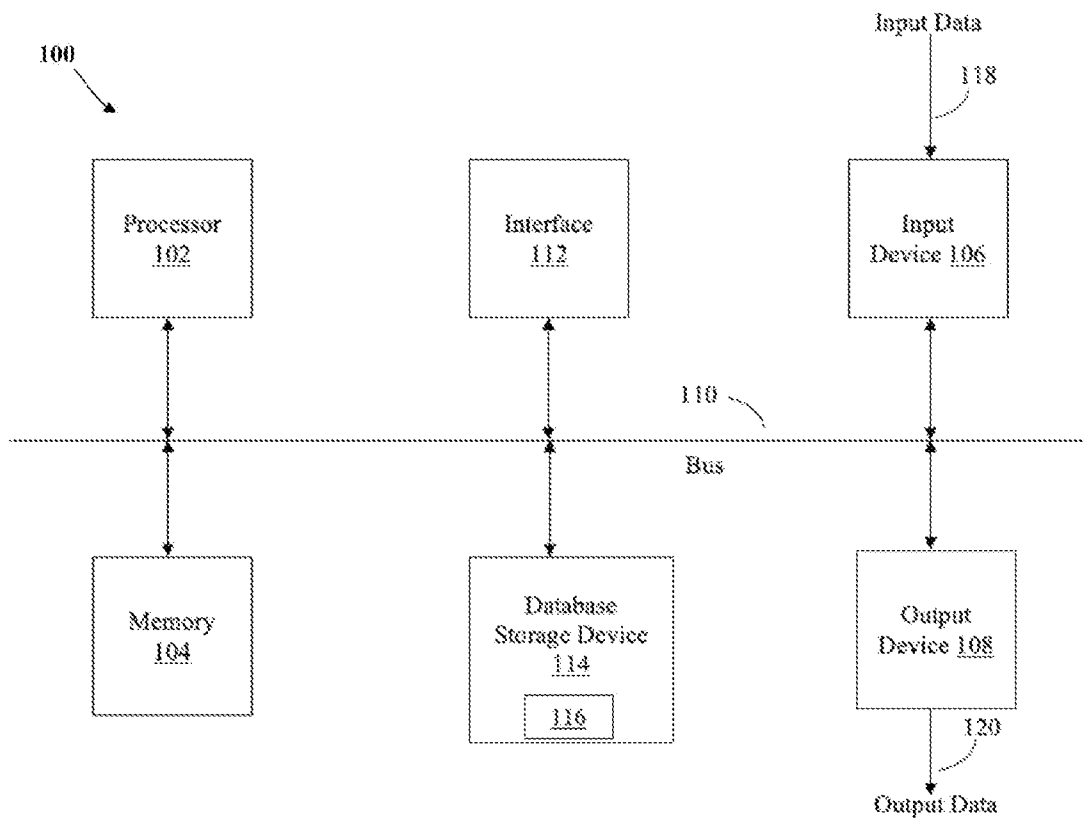 Input Data
100
118
Processor
102
Interface
112
Input
Device 106
110
Bus
Memory
104
Database
Storage Device
114
116
Output
Device 108
120
Output Data